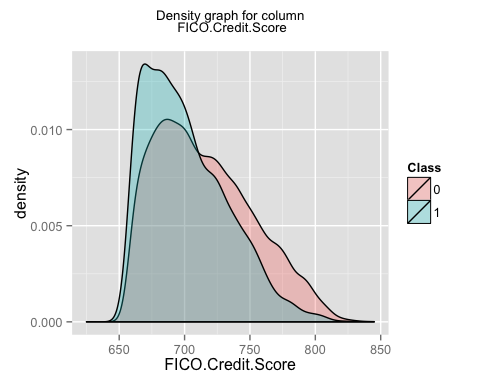 Density graph for column
FICO.Credit.Score
0.010
0.005
0.000
density
650 700 750 800 850
FICO.Credit.Score
Class
0
1